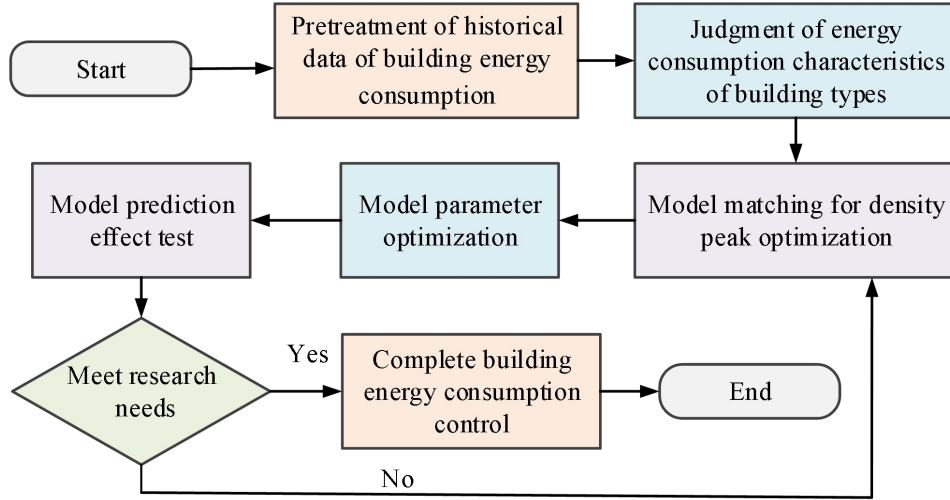 Start
Pretreatment of historical
data of building energy
consumption
Judgment of energy
consumption characteristics
of building types
Model matching for density
peak optimization
Model parameter
optimization
Model prediction
effect test
Meet research
needs
Yes
Complete building
energy consumption
control
End
No